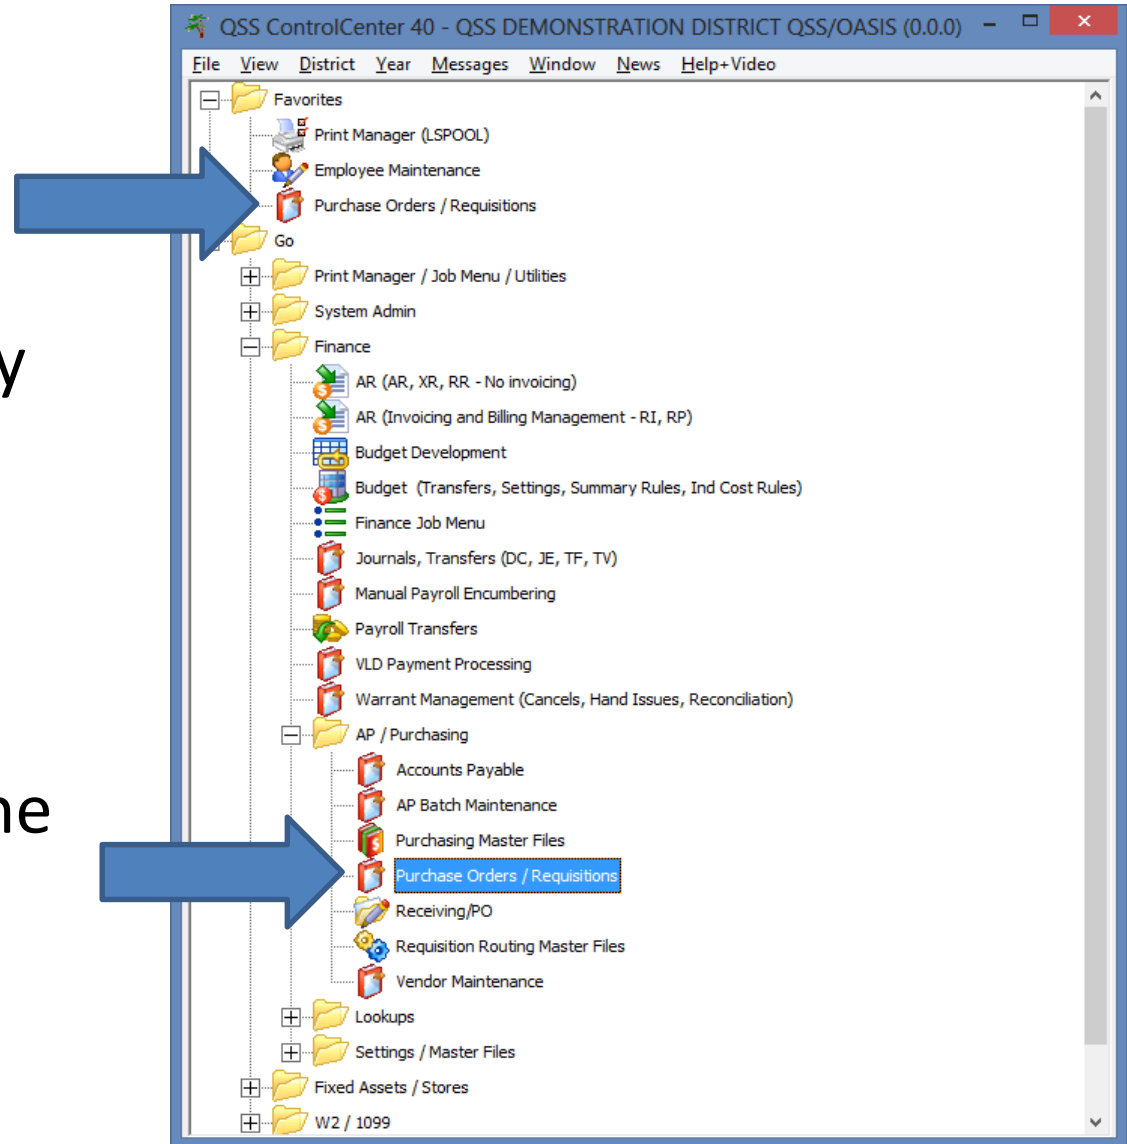 QSS ControlCenter 40 - QSS DEMONSTRATION DISTRICT QSS/OASIS (0.0.0)
File View District Year Messages Window News Help+Video
Favorites
Print Manager (LSPOOL)
Employee Maintenance
Purchase Orders / Requisitions
Go
Print Manager / Job Menu / Utilities
System Admin
Finance
y
AR (AR, XR, RR - No invoicing)
AR (Invoicing and Billing Management - RI, RP)
Budget Development
Budget (Transfers, Settings, Summary Rules, Ind Cost Rules)
Finance Job Menu
Journals, Transfers (DC, JE, TF, TV)
Manual Payroll Encumbering
Payroll Transfers
VLD Payment Processing
Warrant Management (Cancels, Hand Issues, Reconciliation)
AP / Purchasing
Accounts Payable
AP Batch Maintenance
ne
Purchasing Master Files
Purchase Orders / Requisitions
Receiving/PO
Requisition Routing Master Files
Vendor Maintenance
Lookups
Settings / Master Files
Fixed Assets / Stores
W2 / 1099